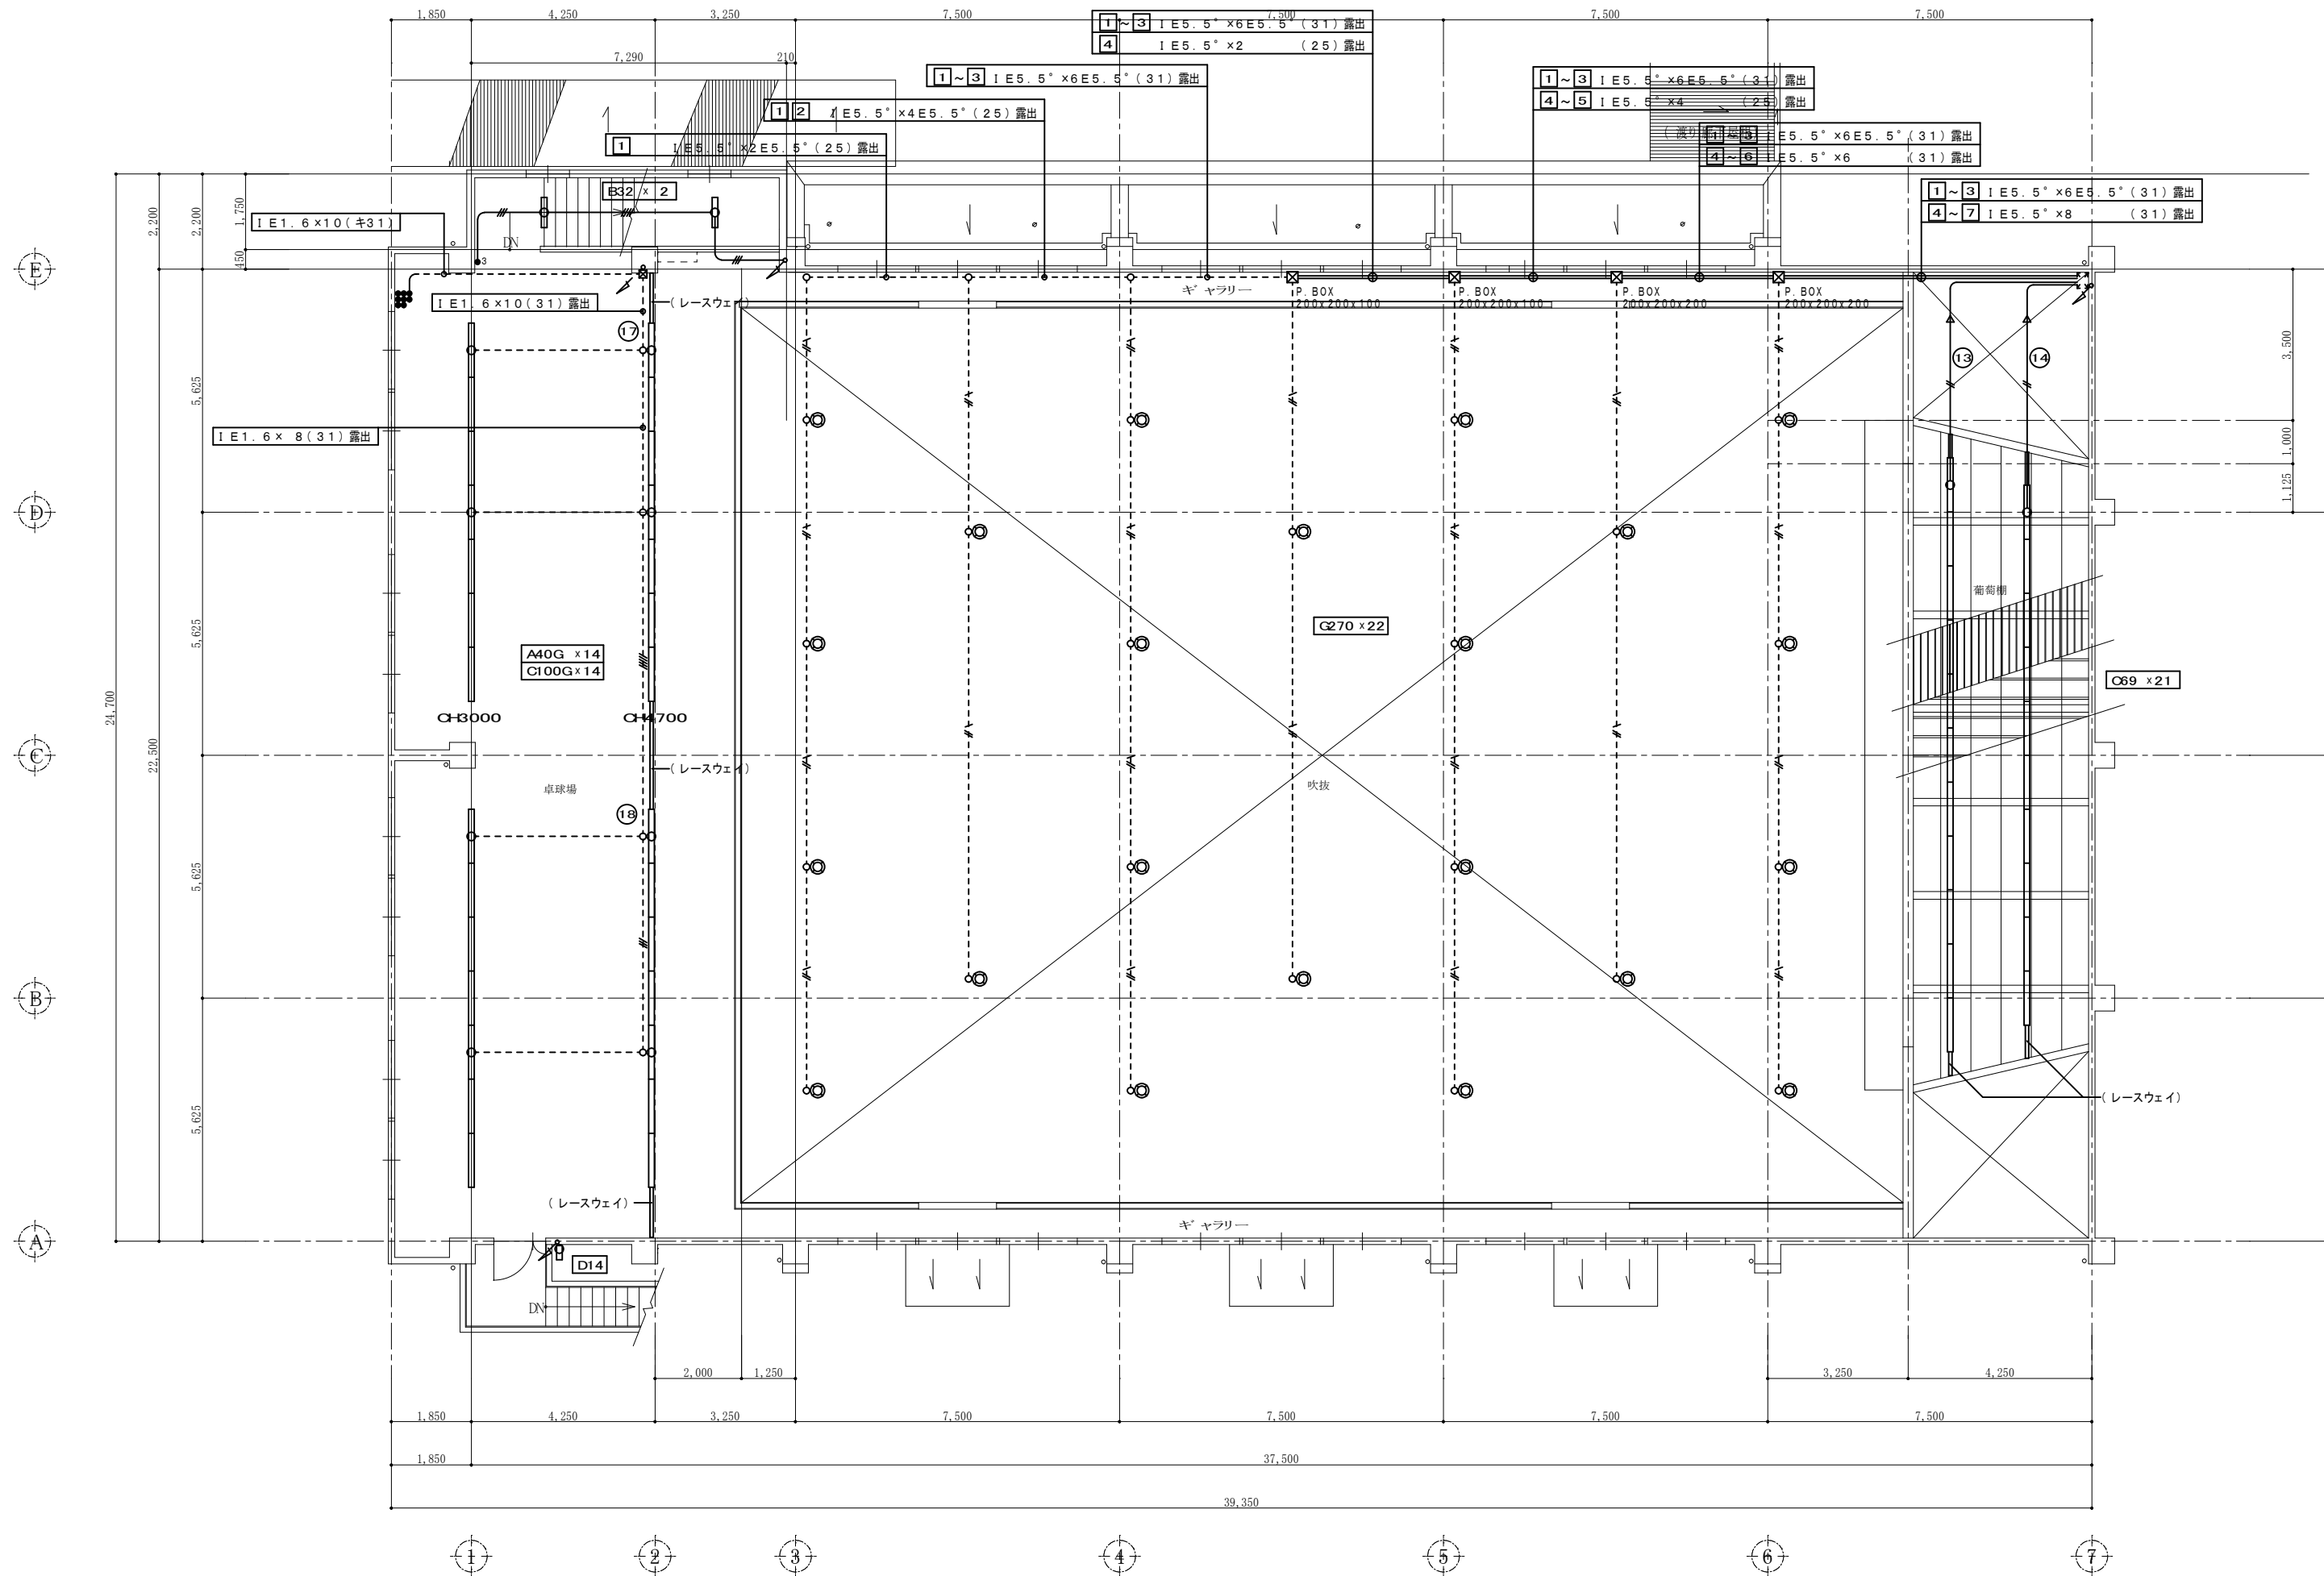 1,850 4,250 3,250 7,500 7,500 7,500 7,500
1 ~ 3 IE5.5°×6E5.5°(31)露出
4 IE5.5°×2 (25)露出
7,290 210
1 ~ 3 IE5.5°×6E5.5°(31)露出
1 ~ 3 IE5.5°×6E5.5°(31)露出
4 ~ 5 IE5.5°×4 (25)露出
1 2 IE5.5°×4E5.5°(25)露出
1 IE5.5°×2E5.5°(25)露出
1 ~ 3 IE5.5°×6E5.5°(31)露出
4 ~ 6 IE5.5°×6 (31)露出
1 ~ 3 IE5.5°×6E5.5°(31)露出
4 ~ 7 IE5.5°×8 (31)露出
B32 × 2
IE1.6×10(ｷ31)
2,200 2,200 1,750
450
DN
3
E
IE1.6×10(31)露出
(レースウェイ)
ギャラリー
P.BOX
200x200x100
P.BOX
200x200x100
P.BOX
200x200x200
P.BOX
200x200x200
17
13
14
3,500
5,625
IE1.6× 8(31)露出
1,000
1,125
D
葡萄棚
G270 ×22
5,625
A40G ×14
C100G×14
C69 ×21
24,700
22,500
CH3000
CH4700
C
(レースウェイ)
卓球場
吹抜
18
5,625
B
5,625
(レースウェイ)
(レースウェイ)
ギャラリー
A
D14
DN
2,000 1,250
3,250 4,250
1,850 4,250 3,250 7,500 7,500 7,500 7,500
1,850 37,500
39,350
1 2 3 4 5 6 7